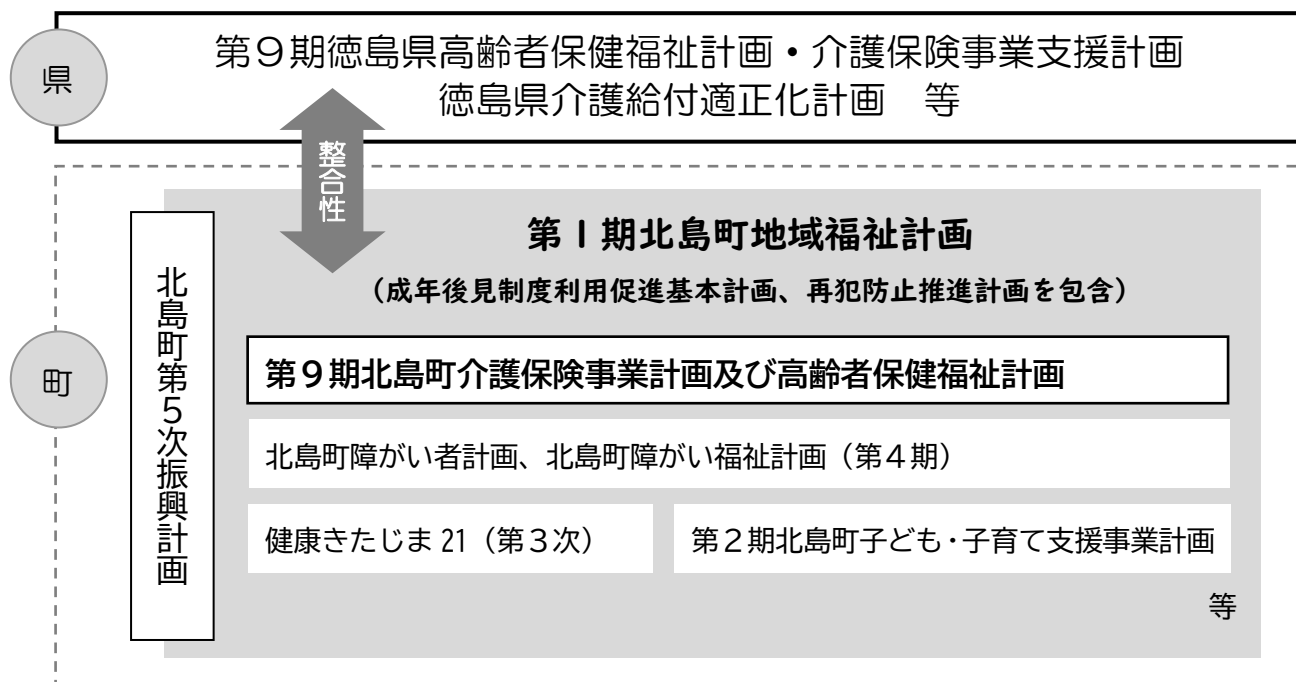 県
第９期徳島県高齢者保健福祉計画・介護保険事業支援計画
徳島県介護給付適正化計画　等
整合性
町
北島町第５次振興計画
第１期北島町地域福祉計画
（成年後見制度利用促進基本計画、再犯防止推進計画を包含）
第９期北島町介護保険事業計画及び高齢者保健福祉計画
北島町障がい者計画、北島町障がい福祉計画（第４期）
健康きたじま 21（第３次）
第２期北島町子ども・子育て支援事業計画
等